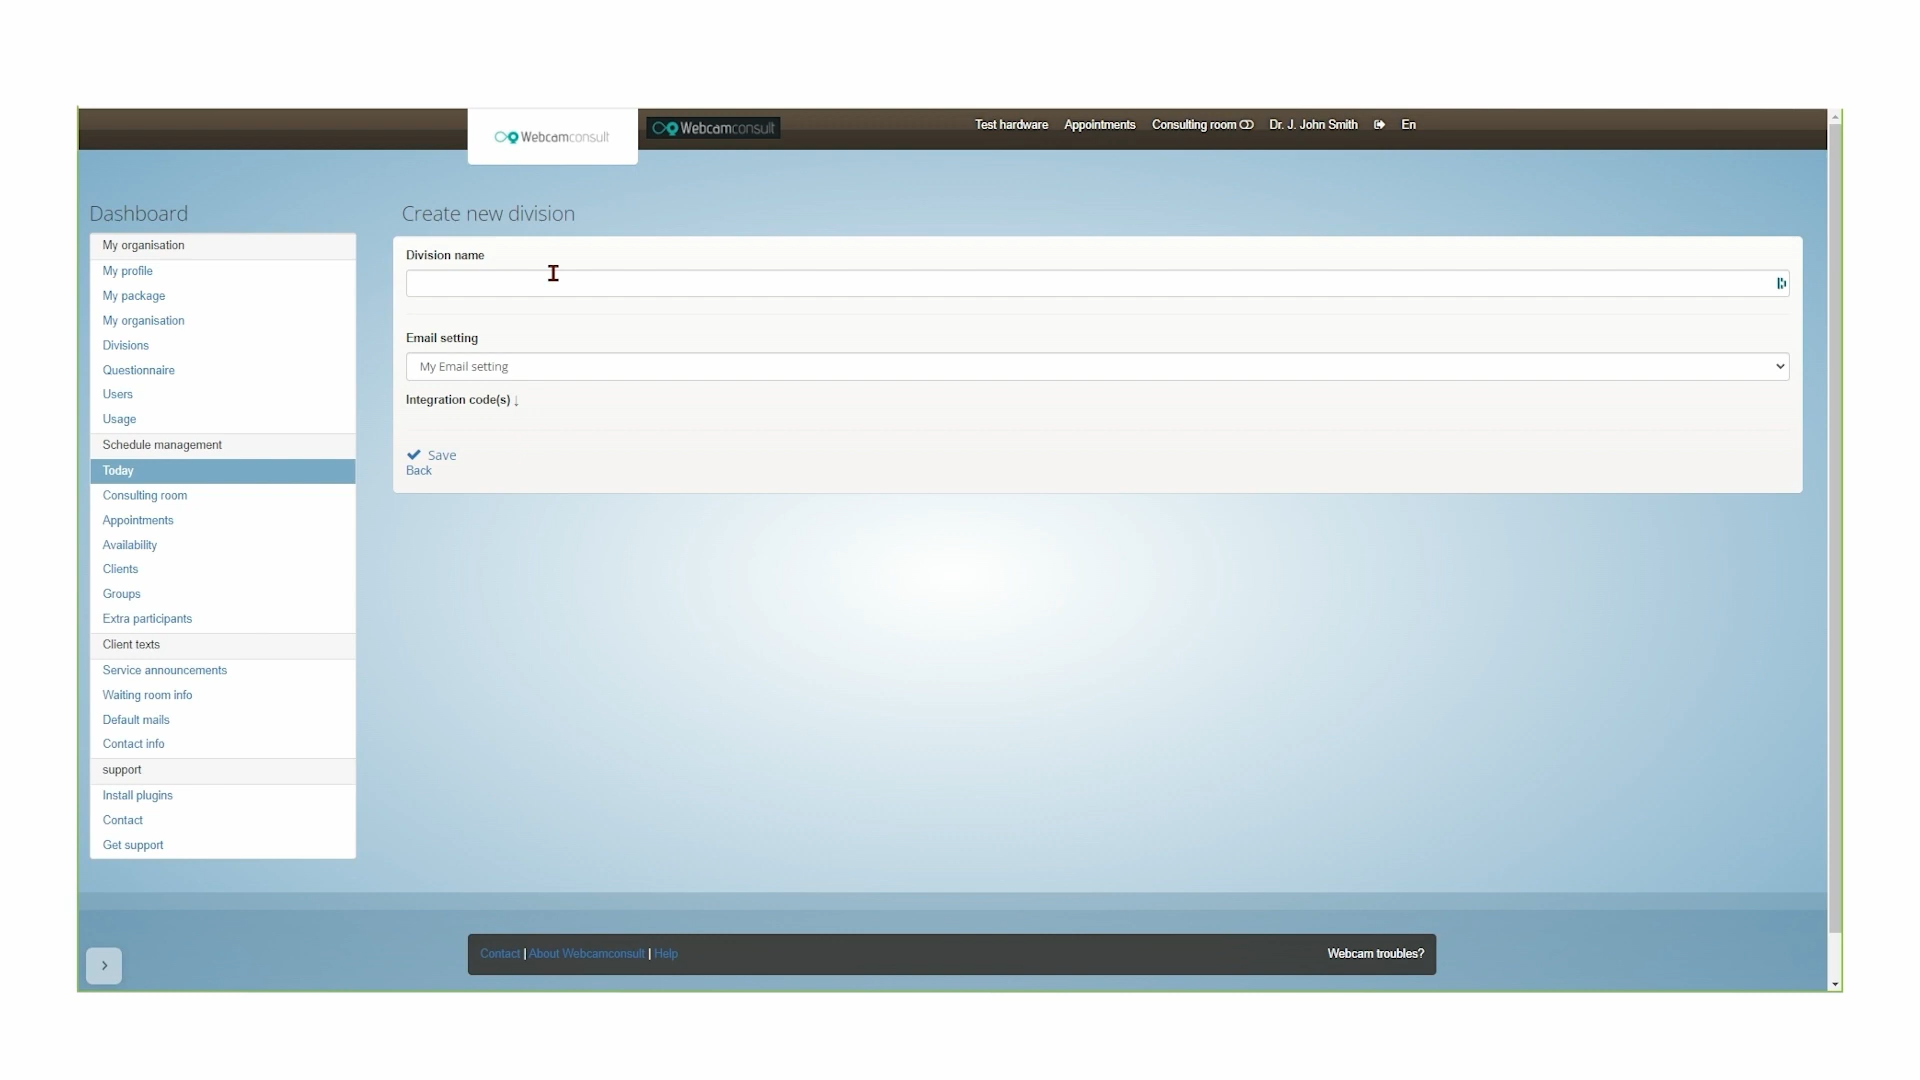 Webcamconsult
Webcamconsult
Test hardware Appointments Consulting room Dr. J. John Smith En
Dashboard
My organisation
My profile
My package
My organisation
Divisions
Questionnaire
Users
Usage
Schedule management
Today
Consulting room
Appointments
Availability
Clients
Groups
Extra participants
Client texts
Service announcements
Waiting room info
Default mails
Contact info
support
Install plugins
Contact
Get support
Create new division
Division name
Email setting
My Email setting
Integration code(s) ↓
Save
Back
Contact | About Webcamconsult | Help
Webcam troubles?